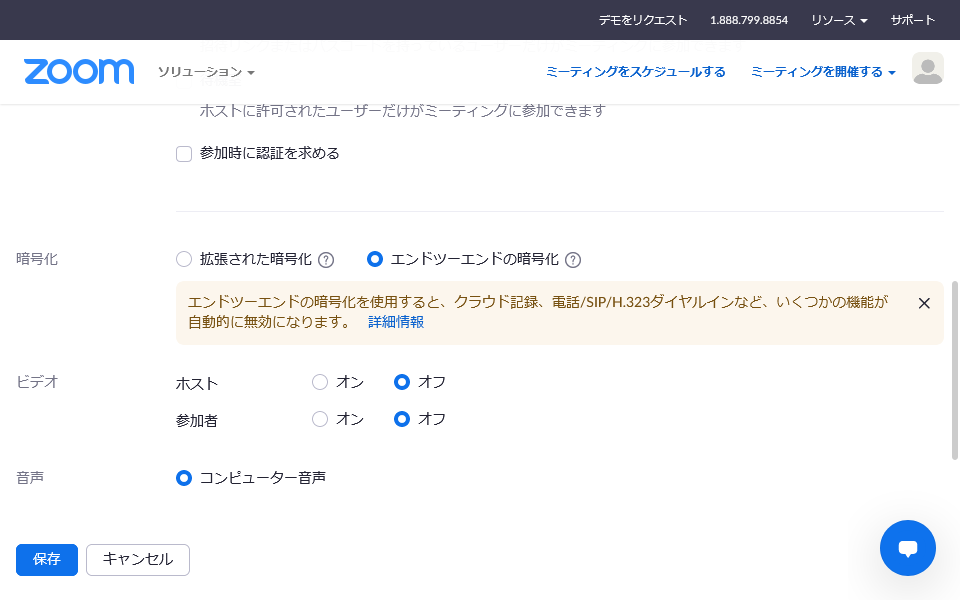 デモをリクエスト 1.888.799.8854 リソース サポート
zoom ソリューション ミーティングをスケジュールする ミーティングを開催する
ホストに許可されたユーザーだけがミーティングに参加できます
参加時に認証を求める
暗号化 拡張された暗号化 ? エンドツーエンドの暗号化 ?
エンドツーエンドの暗号化を使用すると、クラウド記録、電話/SIP/H.323ダイヤルインなど、いくつかの機能が
自動的に無効になります。 詳細情報
ビデオ ホスト オン オフ
参加者 オン オフ
音声 コンピューター音声
保存 キャンセル